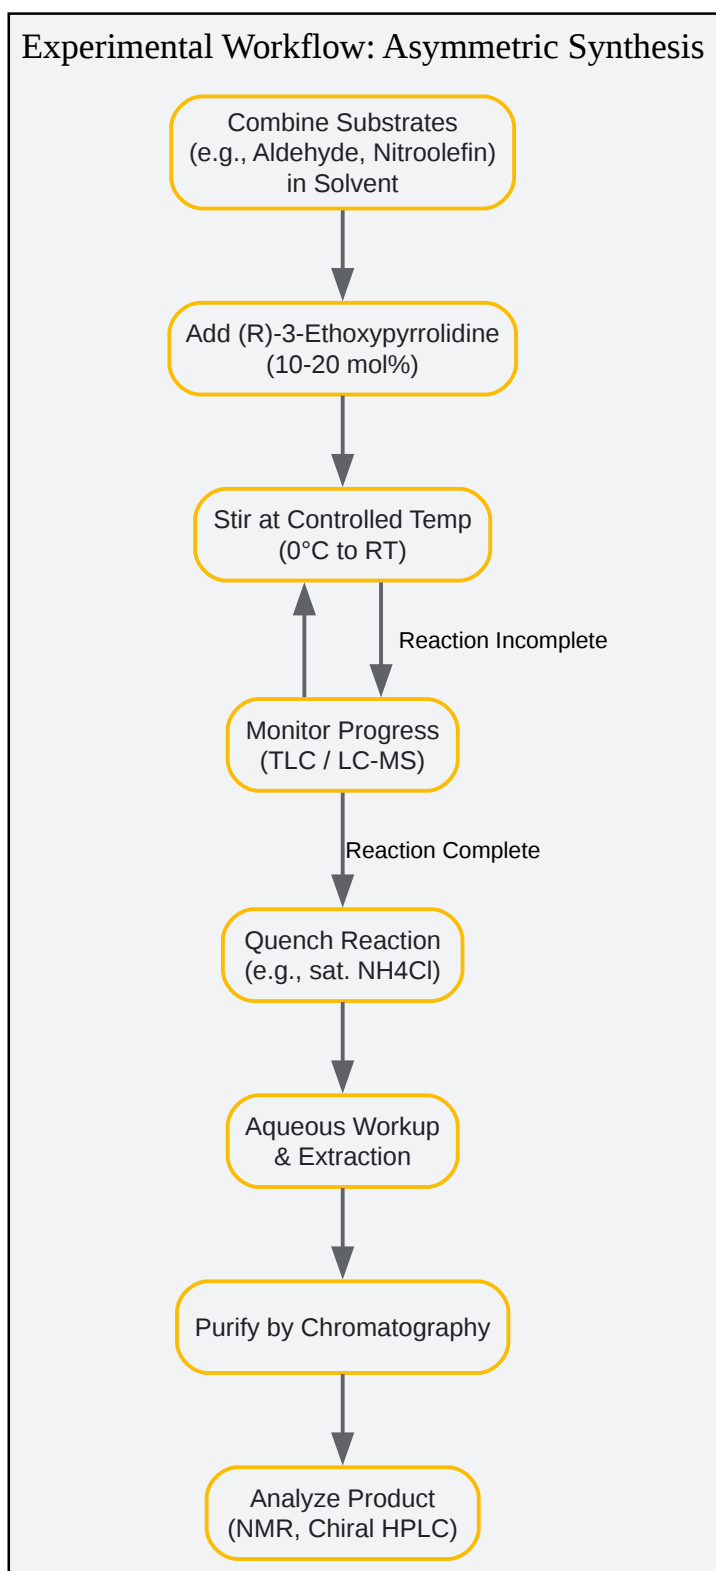 Experimental Workflow: Asymmetric Synthesis
Combine Substrates
(e.g., Aldehyde, Nitroolefin)
in Solvent
Add (R)-3-Ethoxypyrrolidine
(10-20 mol%)
Stir at Controlled Temp
(0°C to RT)
Reaction Incomplete
Monitor Progress
(TLC / LC-MS)
Reaction Complete
Quench Reaction
(e.g., sat. NH4Cl)
Aqueous Workup
& Extraction
Purify by Chromatography
Analyze Product
(NMR, Chiral HPLC)